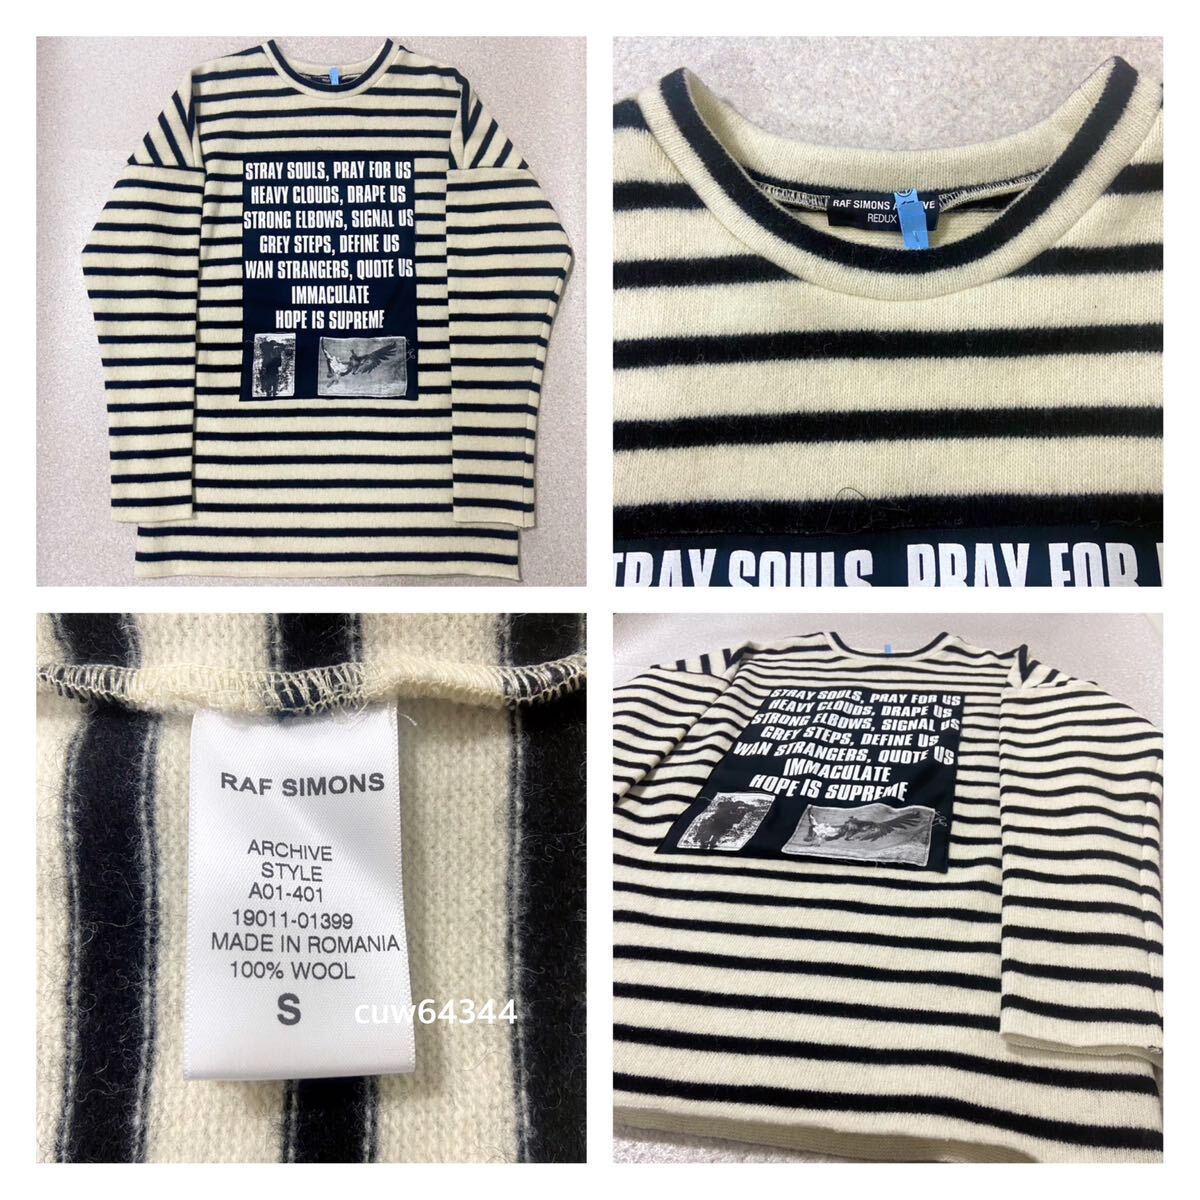 STRAY SOULS, PRAY FOR US
HEAVY CLOUDS, DRAPE US
STRONG ELBOWS, SIGNAL US
GREY STEPS, DEFINE US
WAN STRANGERS, QUOTE US
IMMACULATE
HOPE IS SUPREME
RAF SIMONS
REDUX
STRAY SOULS, PRAY FOR
RAF SIMONS
ARCHIVE
STYLE
A01-401
19011-01399
MADE IN ROMANIA
100% WOOL
S
cuw64344
STRAY SOULS, PRAY FOR US
HEAVY CLOUDS, DRAPE US
STRONG ELBOWS, SIGNAL US
GREY STEPS, DEFINE US
WAN STRANGERS, QUOTE US
IMMACULATE
HOPE IS SUPREME